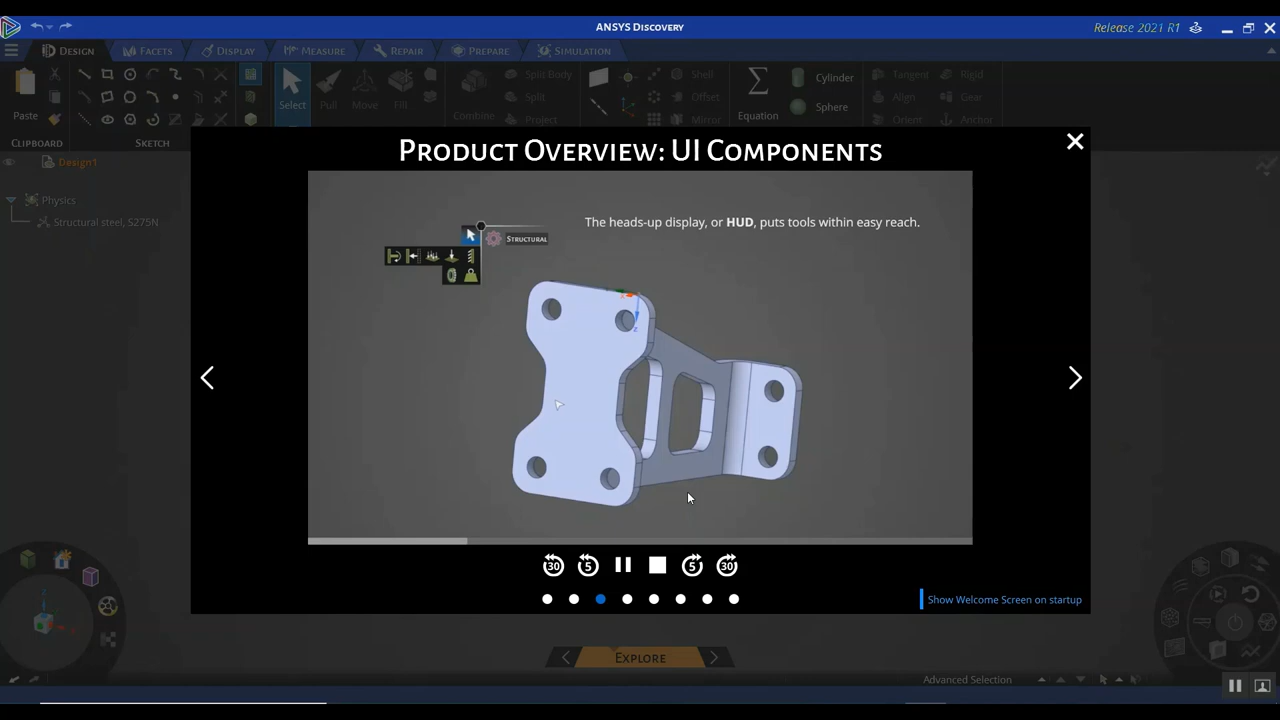 ANSYS Discovery
Release 2021 R1
Design
Facets
Display
Measure
Repair
Prepare
Simulation
Paste
Select
Pull
Move
Fill
Combine
Split Body
Split
Project
Shell
Offset
Mirror
Equation
Cylinder
Sphere
Tangent
Align
Orient
Rigid
Gear
Anchor
Clipboard
Sketch
Design1
Physics
Structural steel, S275N
Product Overview: UI Components
The heads-up display, or HUD, puts tools within easy reach.
Structural
30
5
5
30
Show Welcome Screen on startup
Explore
Advanced Selection